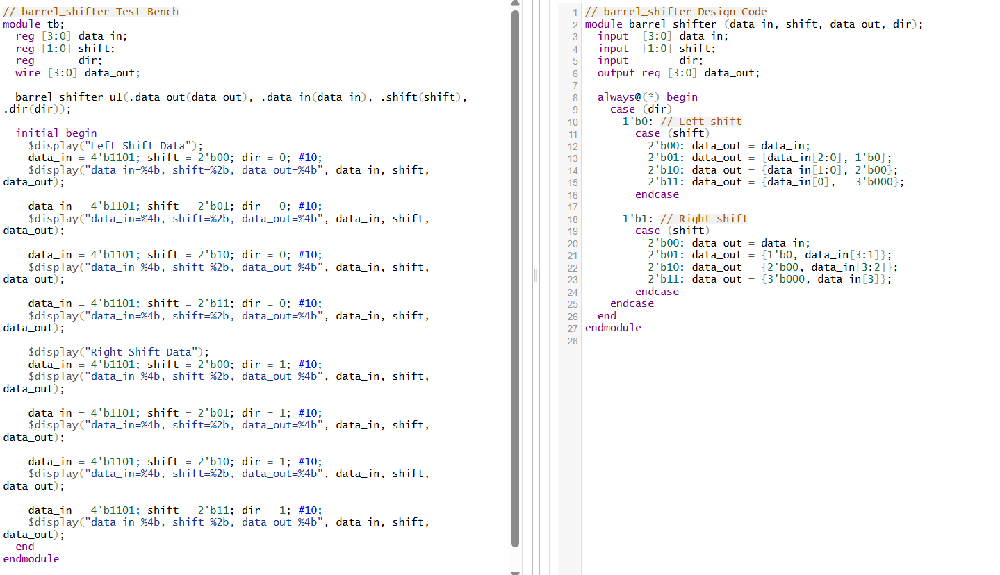 // barrel_shifter Test Bench
module tb;
  reg [3:0] data_in;
  reg [1:0] shift;
  reg       dir;
  wire [3:0] data_out;

  barrel_shifter u1(.data_out(data_out), .data_in(data_in), .shift(shift),
.dir(dir));

  initial begin
    $display("Left Shift Data");
    data_in = 4'b1101; shift = 2'b00; dir = 0; #10;
    $display("data_in=%4b, shift=%2b, data_out=%4b", data_in, shift,
data_out);

    data_in = 4'b1101; shift = 2'b01; dir = 0; #10;
    $display("data_in=%4b, shift=%2b, data_out=%4b", data_in, shift,
data_out);

    data_in = 4'b1101; shift = 2'b10; dir = 0; #10;
    $display("data_in=%4b, shift=%2b, data_out=%4b", data_in, shift,
data_out);

    data_in = 4'b1101; shift = 2'b11; dir = 0; #10;
    $display("data_in=%4b, shift=%2b, data_out=%4b", data_in, shift,
data_out);

    $display("Right Shift Data");
    data_in = 4'b1101; shift = 2'b00; dir = 1; #10;
    $display("data_in=%4b, shift=%2b, data_out=%4b", data_in, shift,
data_out);

    data_in = 4'b1101; shift = 2'b01; dir = 1; #10;
    $display("data_in=%4b, shift=%2b, data_out=%4b", data_in, shift,
data_out);

    data_in = 4'b1101; shift = 2'b10; dir = 1; #10;
    $display("data_in=%4b, shift=%2b, data_out=%4b", data_in, shift,
data_out);

    data_in = 4'b1101; shift = 2'b11; dir = 1; #10;
    $display("data_in=%4b, shift=%2b, data_out=%4b", data_in, shift,
data_out);
  end
endmodule
1 // barrel_shifter Design Code
2 module barrel_shifter (data_in, shift, data_out, dir);
3   input  [3:0] data_in;
4   input  [1:0] shift;
5   input        dir;
6   output reg [3:0] data_out;
7
8   always@(*) begin
9     case (dir)
10       1'b0: // Left shift
11         case (shift)
12           2'b00: data_out = data_in;
13           2'b01: data_out = {data_in[2:0], 1'b0};
14           2'b10: data_out = {data_in[1:0], 2'b00};
15           2'b11: data_out = {data_in[0],   3'b000};
16         endcase
17
18       1'b1: // Right shift
19         case (shift)
20           2'b00: data_out = data_in;
21           2'b01: data_out = {1'b0, data_in[3:1]};
22           2'b10: data_out = {2'b00, data_in[3:2]};
23           2'b11: data_out = {3'b000, data_in[3]};
24         endcase
25     endcase
26   end
27 endmodule
28